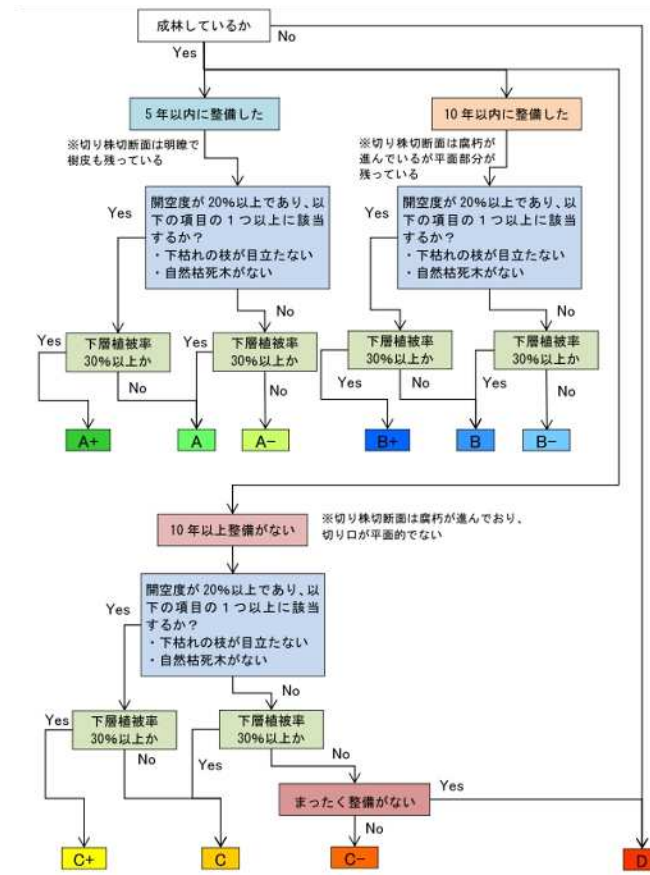 成林しているか
No
Yes
5年以内に整備した
10年以内に整備した
※切り株切断面は明瞭で
樹皮も残っている
※切り株切断面は腐朽が
進んでいるが平面部分が
残っている
開空度が20%以上であり、以
下の項目の1つ以上に該当
するか？
・下枯れの枝が目立たない
・自然枯死木がない
Yes
No
開空度が20%以上であり、以
下の項目の1つ以上に該当
するか？
・下枯れの枝が目立たない
・自然枯死木がない
Yes
No
Yes
下層植被率
30%以上か
No
Yes
下層植被率
30%以上か
No
下層植被率
30%以上か
Yes
No
下層植被率
30%以上か
Yes
No
A+
A
A−
B+
B
B−
10年以上整備がない
※切り株切断面は腐朽が進んでおり、
切り口が平面的でない
開空度が20%以上であり、以
下の項目の1つ以上に該当
するか？
・下枯れの枝が目立たない
・自然枯死木がない
Yes
No
Yes
下層植被率
30%以上か
No
下層植被率
30%以上か
Yes
No
まったく整備がない
Yes
No
C+
C
C−
D